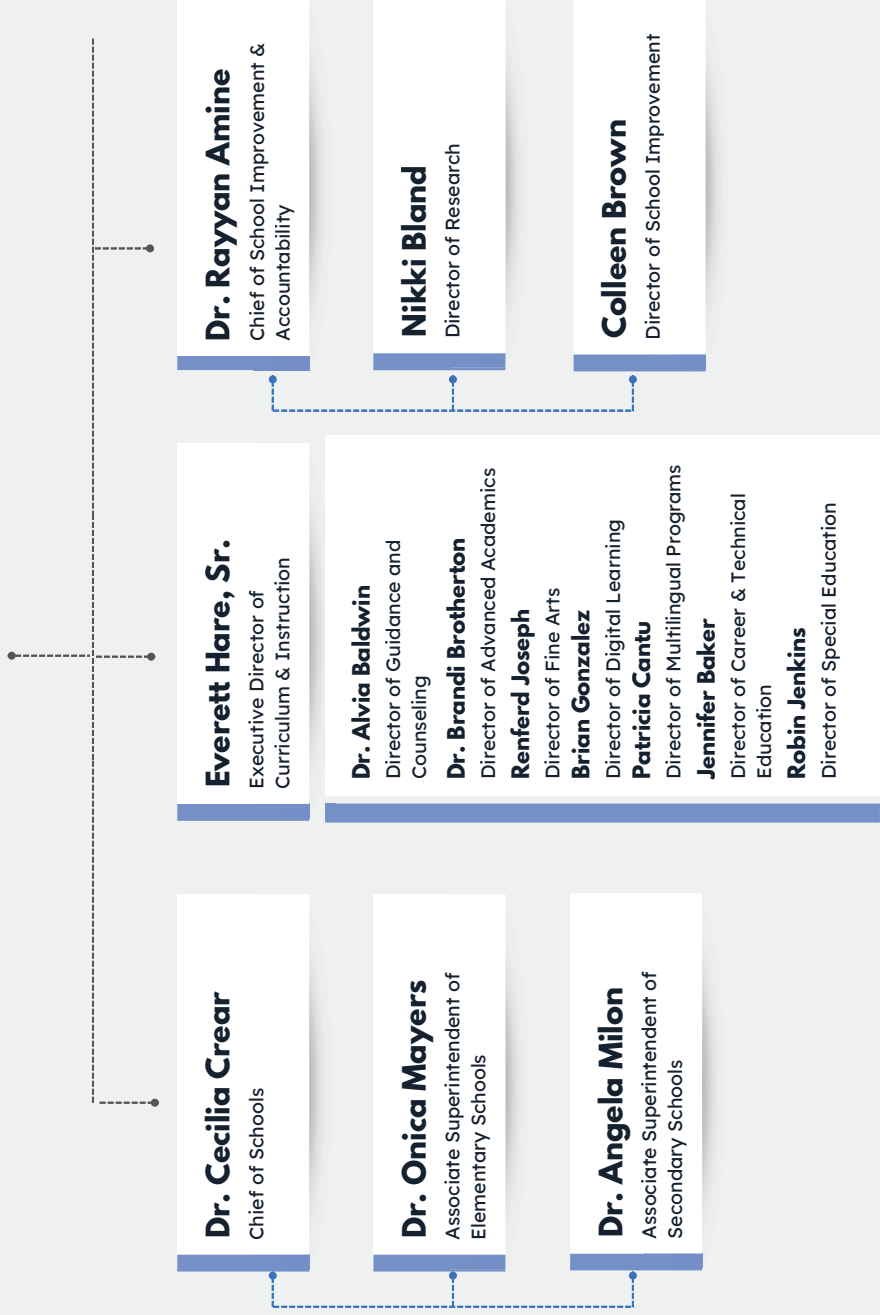 Dr. Cecilia Crear
Chief of Schools
Dr. Onica Mayers
Associate Superintendent of
Elementary Schools
Dr. Angela Milon
Associate Superintendent of
Secondary Schools
Everett Hare, Sr.
Executive Director of
Curriculum & Instruction
Dr. Alvia Baldwin
Director of Guidance and
Counseling
Dr. Brandi Brotherton
Director of Advanced Academics
Renferd Joseph
Director of Fine Arts
Brian Gonzalez
Director of Digital Learning
Patricia Cantu
Director of Multilingual Programs
Jennifer Baker
Director of Career & Technical
Education
Robin Jenkins
Director of Special Education
Dr. Rayyan Amine
Chief of School Improvement &
Accountability
Nikki Bland
Director of Research
Colleen Brown
Director of School Improvement